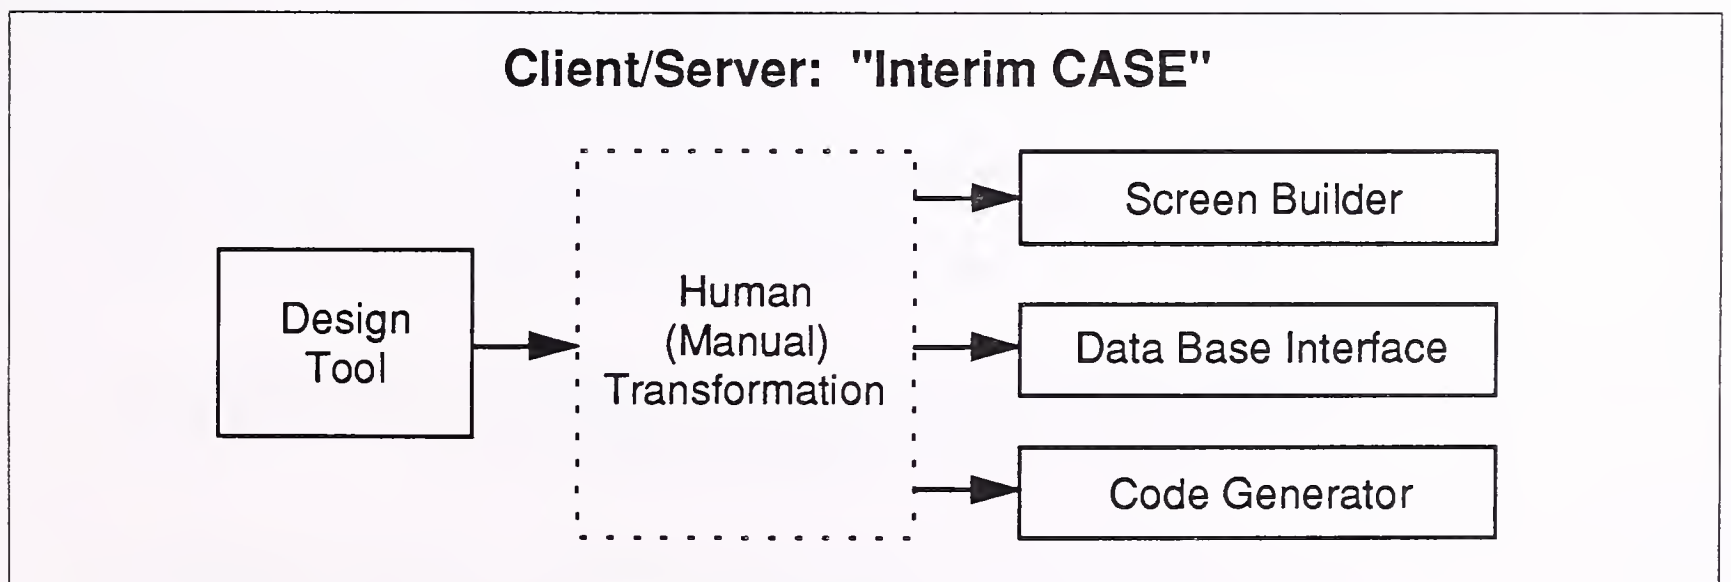 Client/Server: "Interim CASE"
Design
Tool
Human
(Manual)
Transformation
Screen Builder
Data Base Interface
Code Generator